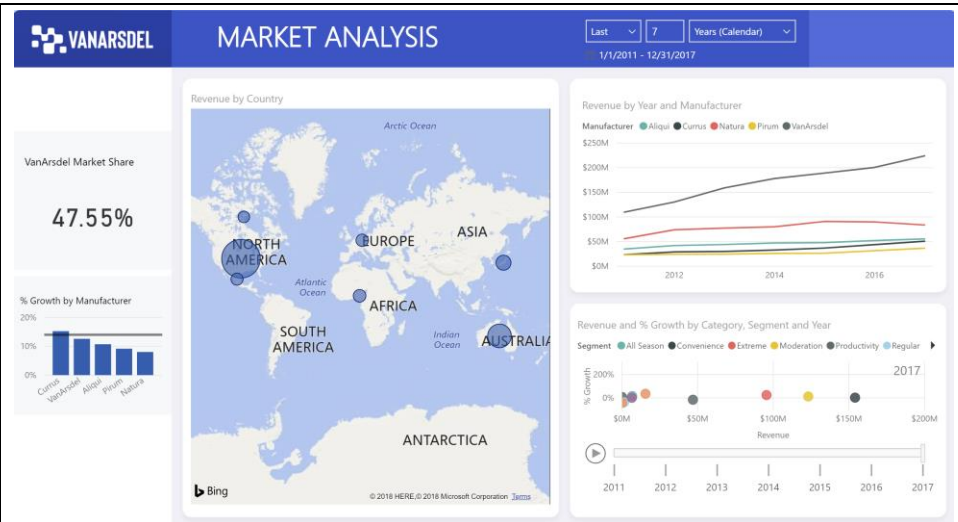 VANARSDEL
MARKET ANALYSIS
Last
7
Years (Calendar)
1/1/2011 - 12/31/2017
VanArsdel Market Share
47.55%
% Growth by Manufacturer
20%
10%
0%
Currus
VanArsdel
Aliqui
Pirum
Natura
Revenue by Country
Arctic Ocean
NORTH
AMERICA
EUROPE
ASIA
Atlantic
Ocean
AFRICA
SOUTH
AMERICA
Indian
Ocean
AUSTRALIA
ANTARCTICA
Bing
© 2018 HERE,© 2018 Microsoft Corporation Terms
Revenue by Year and Manufacturer
Manufacturer Aliqui Currus Natura Pirum VanArsdel
$250M
$200M
$150M
$100M
$50M
$0M
2012 2014 2016
Revenue and % Growth by Category, Segment and Year
Segment All Season Convenience Extreme Moderation Productivity Regular
2017
% Growth
200%
0%
$0M $50M $100M $150M $200M
Revenue
2011 2012 2013 2014 2015 2016 2017